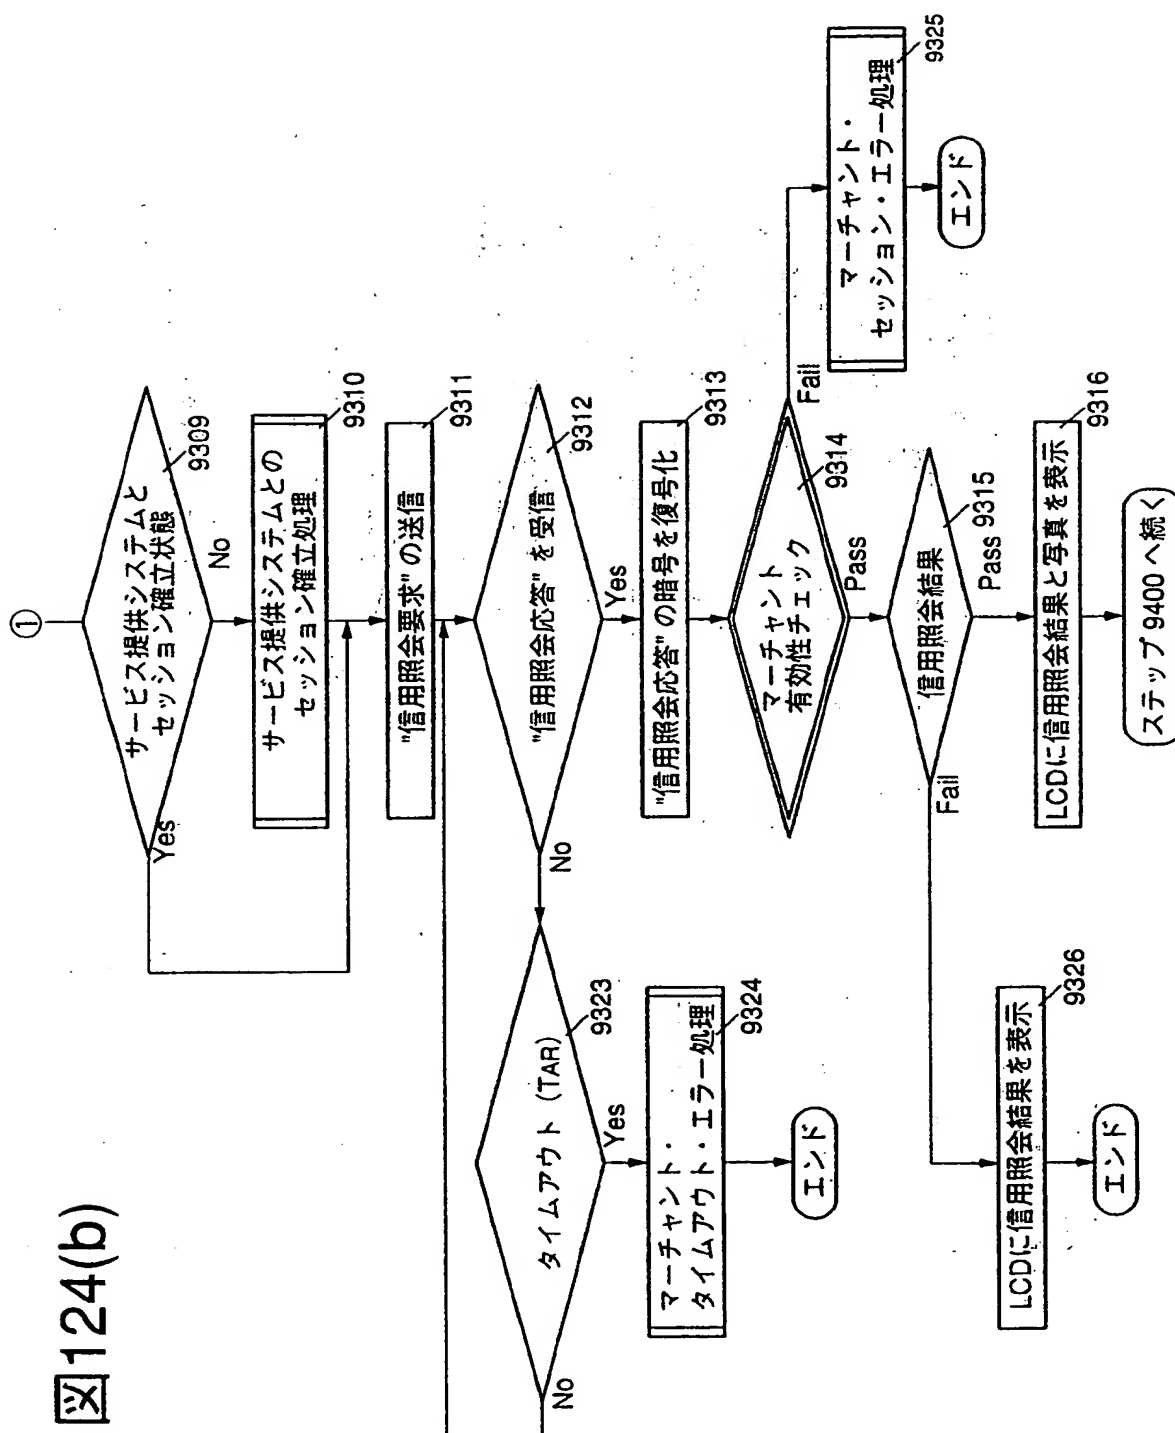 図124(b)
①
サービス提供システムと
セッション確立状態
9309
Yes
No
サービス提供システムとの
セッション確立処理
9310
"信用照会要求" の送信
9311
"信用照会応答" を受信
9312
No
Yes
タイムアウト (TAR)
9323
No
Yes
マーチャント・
タイムアウト・エラー処理
9324
エンド
"信用照会応答" の暗号を復号化
9313
マーチャント
有効性チェック
9314
Fail
Pass
マーチャント・
セッション・エラー処理
9325
エンド
信用照会結果
9315
Fail
Pass
LCDに信用照会結果を表示
9326
エンド
LCDに信用照会結果と写真を表示
9316
ステップ 9400 へ続く